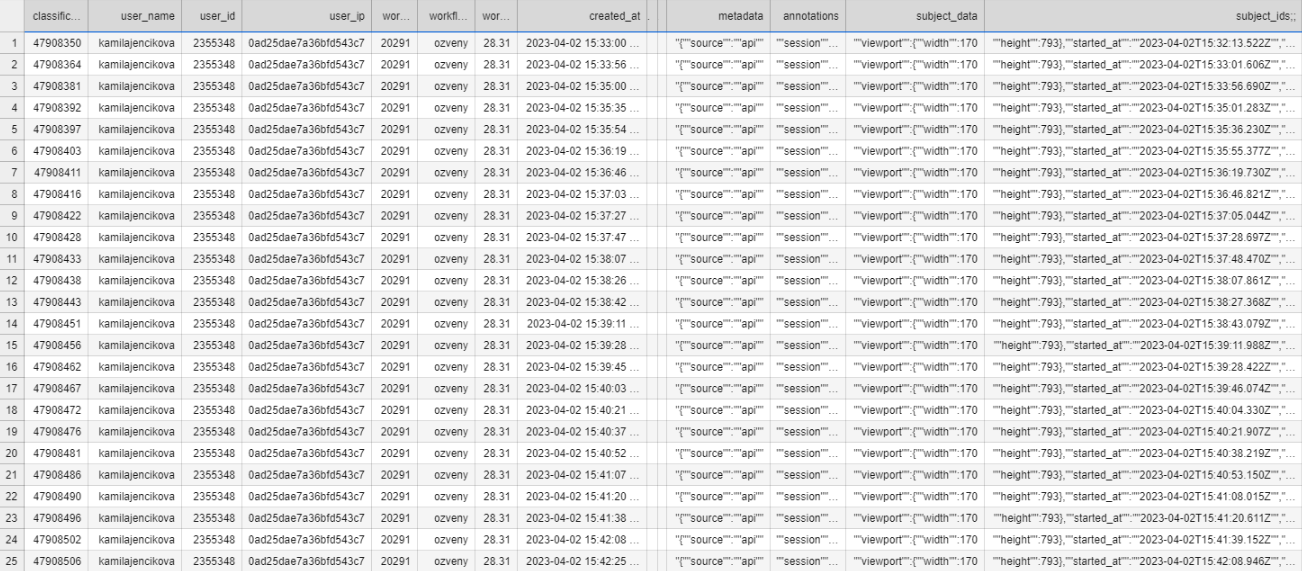 classific... user_name user_id user_ip wor... workfl... wor... created_at . metadata annotations subject_data subject_ids;;
1 47908350 kamilajencikova 2355348 0ad25dae7a36bfd543c7 20291 ozveny 28.31 2023-04-02 15:33:00 ... "{""source"":""api"" ""session""... ""viewport"":{""width"":170 ""height"":793},""started_at"":""2023-04-02T15:32:13.522Z"","...
2 47908364 kamilajencikova 2355348 0ad25dae7a36bfd543c7 20291 ozveny 28.31 2023-04-02 15:33:56 ... "{""source"":""api"" ""session""... ""viewport"":{""width"":170 ""height"":793},""started_at"":""2023-04-02T15:33:01.606Z"","...
3 47908381 kamilajencikova 2355348 0ad25dae7a36bfd543c7 20291 ozveny 28.31 2023-04-02 15:35:00 ... "{""source"":""api"" ""session""... ""viewport"":{""width"":170 ""height"":793},""started_at"":""2023-04-02T15:33:56.690Z"","...
4 47908392 kamilajencikova 2355348 0ad25dae7a36bfd543c7 20291 ozveny 28.31 2023-04-02 15:35:35 ... "{""source"":""api"" ""session""... ""viewport"":{""width"":170 ""height"":793},""started_at"":""2023-04-02T15:35:01.283Z"","...
5 47908397 kamilajencikova 2355348 0ad25dae7a36bfd543c7 20291 ozveny 28.31 2023-04-02 15:35:54 ... "{""source"":""api"" ""session""... ""viewport"":{""width"":170 ""height"":793},""started_at"":""2023-04-02T15:35:36.230Z"","...
6 47908403 kamilajencikova 2355348 0ad25dae7a36bfd543c7 20291 ozveny 28.31 2023-04-02 15:36:19 ... "{""source"":""api"" ""session""... ""viewport"":{""width"":170 ""height"":793},""started_at"":""2023-04-02T15:35:55.377Z"","...
7 47908411 kamilajencikova 2355348 0ad25dae7a36bfd543c7 20291 ozveny 28.31 2023-04-02 15:36:46 ... "{""source"":""api"" ""session""... ""viewport"":{""width"":170 ""height"":793},""started_at"":""2023-04-02T15:36:19.730Z"","...
8 47908416 kamilajencikova 2355348 0ad25dae7a36bfd543c7 20291 ozveny 28.31 2023-04-02 15:37:03 ... "{""source"":""api"" ""session""... ""viewport"":{""width"":170 ""height"":793},""started_at"":""2023-04-02T15:36:46.821Z"","...
9 47908422 kamilajencikova 2355348 0ad25dae7a36bfd543c7 20291 ozveny 28.31 2023-04-02 15:37:27 ... "{""source"":""api"" ""session""... ""viewport"":{""width"":170 ""height"":793},""started_at"":""2023-04-02T15:37:05.044Z"","...
10 47908428 kamilajencikova 2355348 0ad25dae7a36bfd543c7 20291 ozveny 28.31 2023-04-02 15:37:47 ... "{""source"":""api"" ""session""... ""viewport"":{""width"":170 ""height"":793},""started_at"":""2023-04-02T15:37:28.697Z"","...
11 47908433 kamilajencikova 2355348 0ad25dae7a36bfd543c7 20291 ozveny 28.31 2023-04-02 15:38:07 ... "{""source"":""api"" ""session""... ""viewport"":{""width"":170 ""height"":793},""started_at"":""2023-04-02T15:37:48.470Z"","...
12 47908438 kamilajencikova 2355348 0ad25dae7a36bfd543c7 20291 ozveny 28.31 2023-04-02 15:38:26 ... "{""source"":""api"" ""session""... ""viewport"":{""width"":170 ""height"":793},""started_at"":""2023-04-02T15:38:07.861Z"","...
13 47908443 kamilajencikova 2355348 0ad25dae7a36bfd543c7 20291 ozveny 28.31 2023-04-02 15:38:42 ... "{""source"":""api"" ""session""... ""viewport"":{""width"":170 ""height"":793},""started_at"":""2023-04-02T15:38:27.368Z"","...
14 47908451 kamilajencikova 2355348 0ad25dae7a36bfd543c7 20291 ozveny 28.31 2023-04-02 15:39:11 ... "{""source"":""api"" ""session""... ""viewport"":{""width"":170 ""height"":793},""started_at"":""2023-04-02T15:38:43.079Z"","...
15 47908456 kamilajencikova 2355348 0ad25dae7a36bfd543c7 20291 ozveny 28.31 2023-04-02 15:39:28 ... "{""source"":""api"" ""session""... ""viewport"":{""width"":170 ""height"":793},""started_at"":""2023-04-02T15:39:11.988Z"","...
16 47908462 kamilajencikova 2355348 0ad25dae7a36bfd543c7 20291 ozveny 28.31 2023-04-02 15:39:45 ... "{""source"":""api"" ""session""... ""viewport"":{""width"":170 ""height"":793},""started_at"":""2023-04-02T15:39:28.422Z"","...
17 47908467 kamilajencikova 2355348 0ad25dae7a36bfd543c7 20291 ozveny 28.31 2023-04-02 15:40:03 ... "{""source"":""api"" ""session""... ""viewport"":{""width"":170 ""height"":793},""started_at"":""2023-04-02T15:39:46.074Z"","...
18 47908472 kamilajencikova 2355348 0ad25dae7a36bfd543c7 20291 ozveny 28.31 2023-04-02 15:40:21 ... "{""source"":""api"" ""session""... ""viewport"":{""width"":170 ""height"":793},""started_at"":""2023-04-02T15:40:04.330Z"","...
19 47908476 kamilajencikova 2355348 0ad25dae7a36bfd543c7 20291 ozveny 28.31 2023-04-02 15:40:37 ... "{""source"":""api"" ""session""... ""viewport"":{""width"":170 ""height"":793},""started_at"":""2023-04-02T15:40:21.907Z"","...
20 47908481 kamilajencikova 2355348 0ad25dae7a36bfd543c7 20291 ozveny 28.31 2023-04-02 15:40:52 ... "{""source"":""api"" ""session""... ""viewport"":{""width"":170 ""height"":793},""started_at"":""2023-04-02T15:40:38.219Z"","...
21 47908486 kamilajencikova 2355348 0ad25dae7a36bfd543c7 20291 ozveny 28.31 2023-04-02 15:41:07 ... "{""source"":""api"" ""session""... ""viewport"":{""width"":170 ""height"":793},""started_at"":""2023-04-02T15:40:53.150Z"","...
22 47908490 kamilajencikova 2355348 0ad25dae7a36bfd543c7 20291 ozveny 28.31 2023-04-02 15:41:20 ... "{""source"":""api"" ""session""... ""viewport"":{""width"":170 ""height"":793},""started_at"":""2023-04-02T15:41:08.015Z"","...
23 47908496 kamilajencikova 2355348 0ad25dae7a36bfd543c7 20291 ozveny 28.31 2023-04-02 15:41:38 ... "{""source"":""api"" ""session""... ""viewport"":{""width"":170 ""height"":793},""started_at"":""2023-04-02T15:41:20.611Z"","...
24 47908502 kamilajencikova 2355348 0ad25dae7a36bfd543c7 20291 ozveny 28.31 2023-04-02 15:42:08 ... "{""source"":""api"" ""session""... ""viewport"":{""width"":170 ""height"":793},""started_at"":""2023-04-02T15:41:39.152Z"","...
25 47908506 kamilajencikova 2355348 0ad25dae7a36bfd543c7 20291 ozveny 28.31 2023-04-02 15:42:25 ... "{""source"":""api"" ""session""... ""viewport"":{""width"":170 ""height"":793},""started_at"":""2023-04-02T15:42:08.946Z"","...